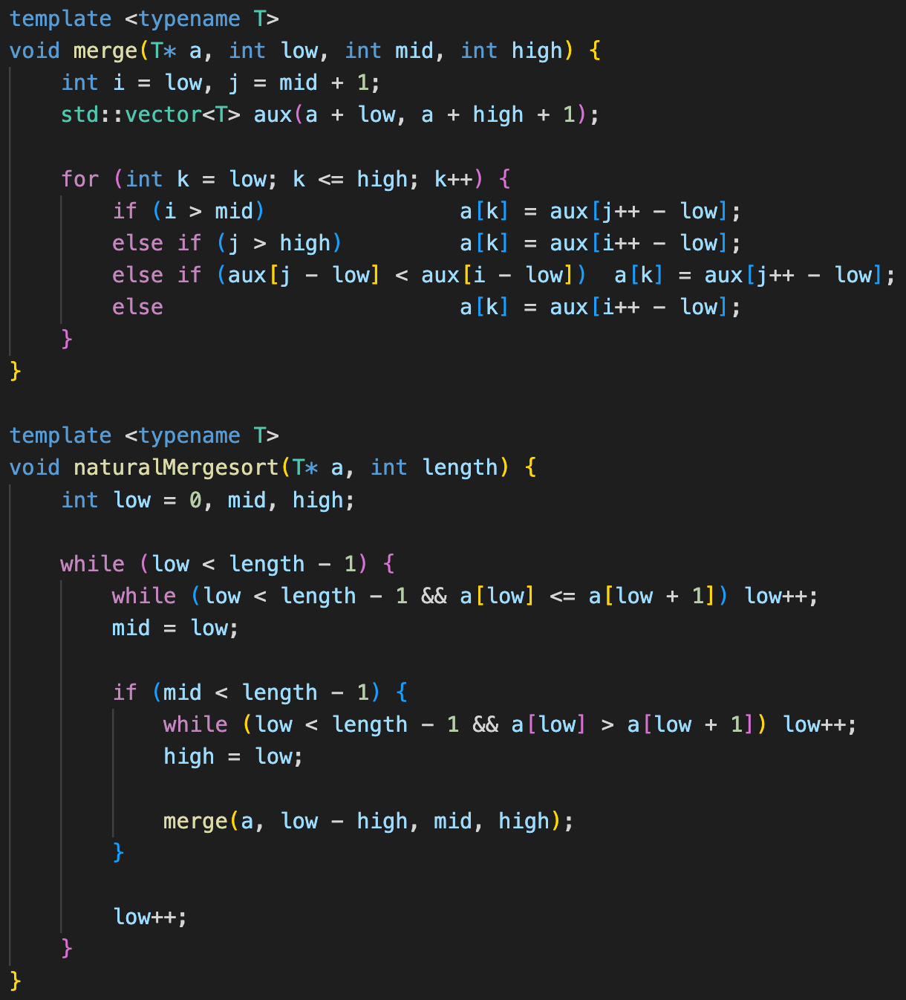 template <typename T>
void merge(T* a, int low, int mid, int high) {
    int i = low, j = mid + 1;
    std::vector<T> aux(a + low, a + high + 1);

    for (int k = low; k <= high; k++) {
        if (i > mid)               a[k] = aux[j++ - low];
        else if (j > high)         a[k] = aux[i++ - low];
        else if (aux[j - low] < aux[i - low])  a[k] = aux[j++ - low];
        else                       a[k] = aux[i++ - low];
    }
}

template <typename T>
void naturalMergesort(T* a, int length) {
    int low = 0, mid, high;

    while (low < length - 1) {
        while (low < length - 1 && a[low] <= a[low + 1]) low++;
        mid = low;

        if (mid < length - 1) {
            while (low < length - 1 && a[low] > a[low + 1]) low++;
            high = low;

            merge(a, low - high, mid, high);
        }

        low++;
    }
}